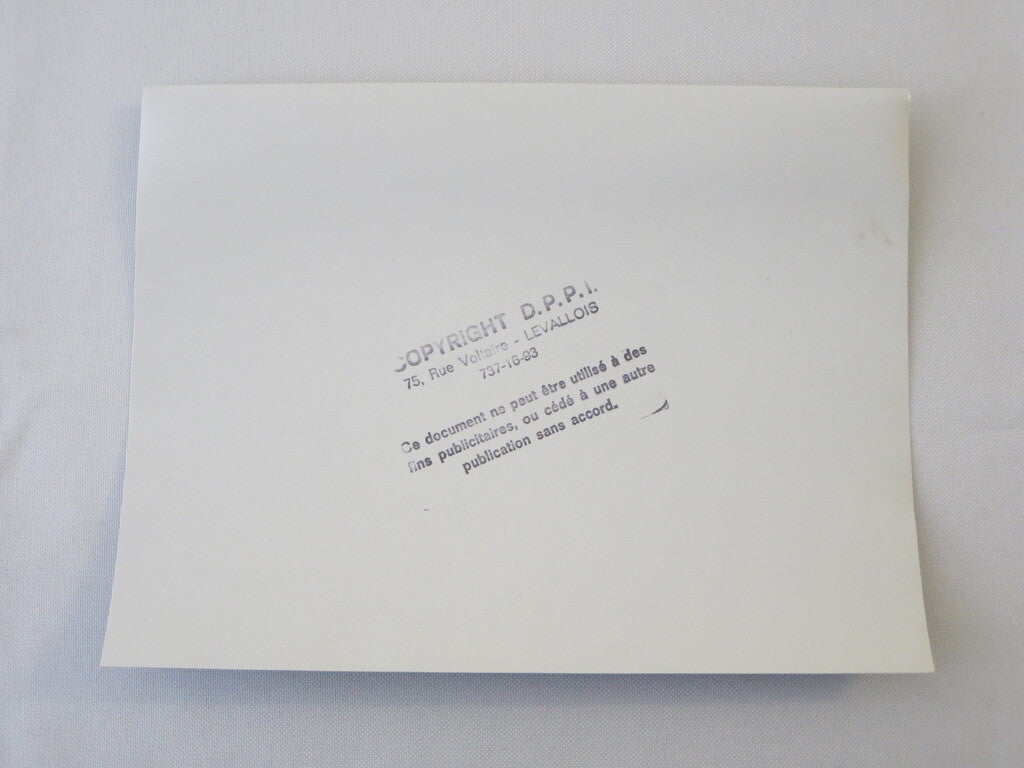 COPYRIGHT D.P.P.I.
75, Rue Voltaire - LEVALLOIS
737-16-93
Ce document ne peut être utilisé à des
fins publicitaires, ou cédé à une autre
publication sans accord.